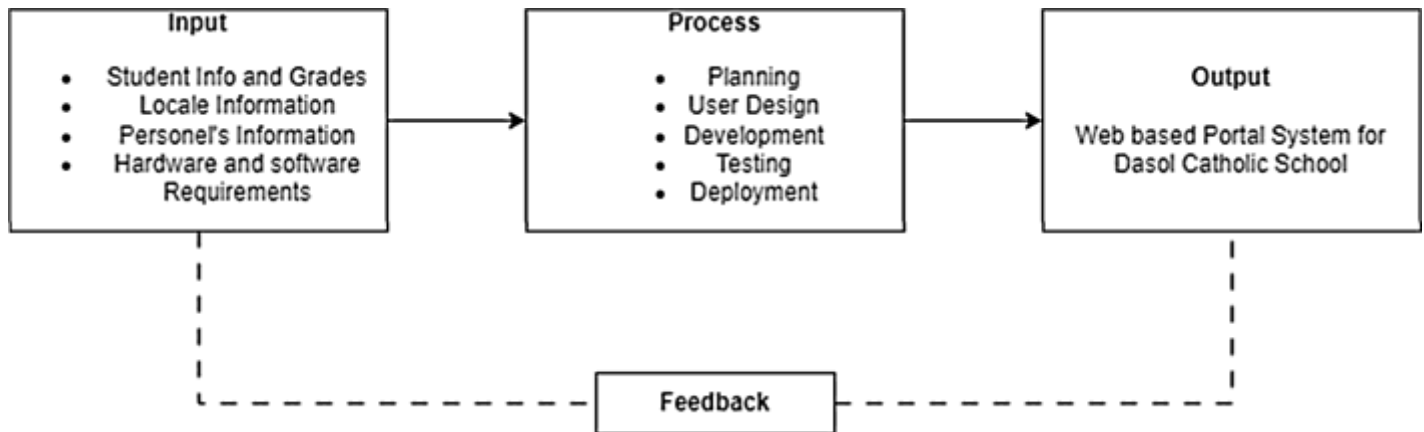 Input
• Student Info and Grades
• Locale Information
• Personel's Information
• Hardware and software
Requirements
Process
• Planning
• User Design
• Development
• Testing
• Deployment
Output
Web based Portal System for
Dasol Catholic School
Feedback